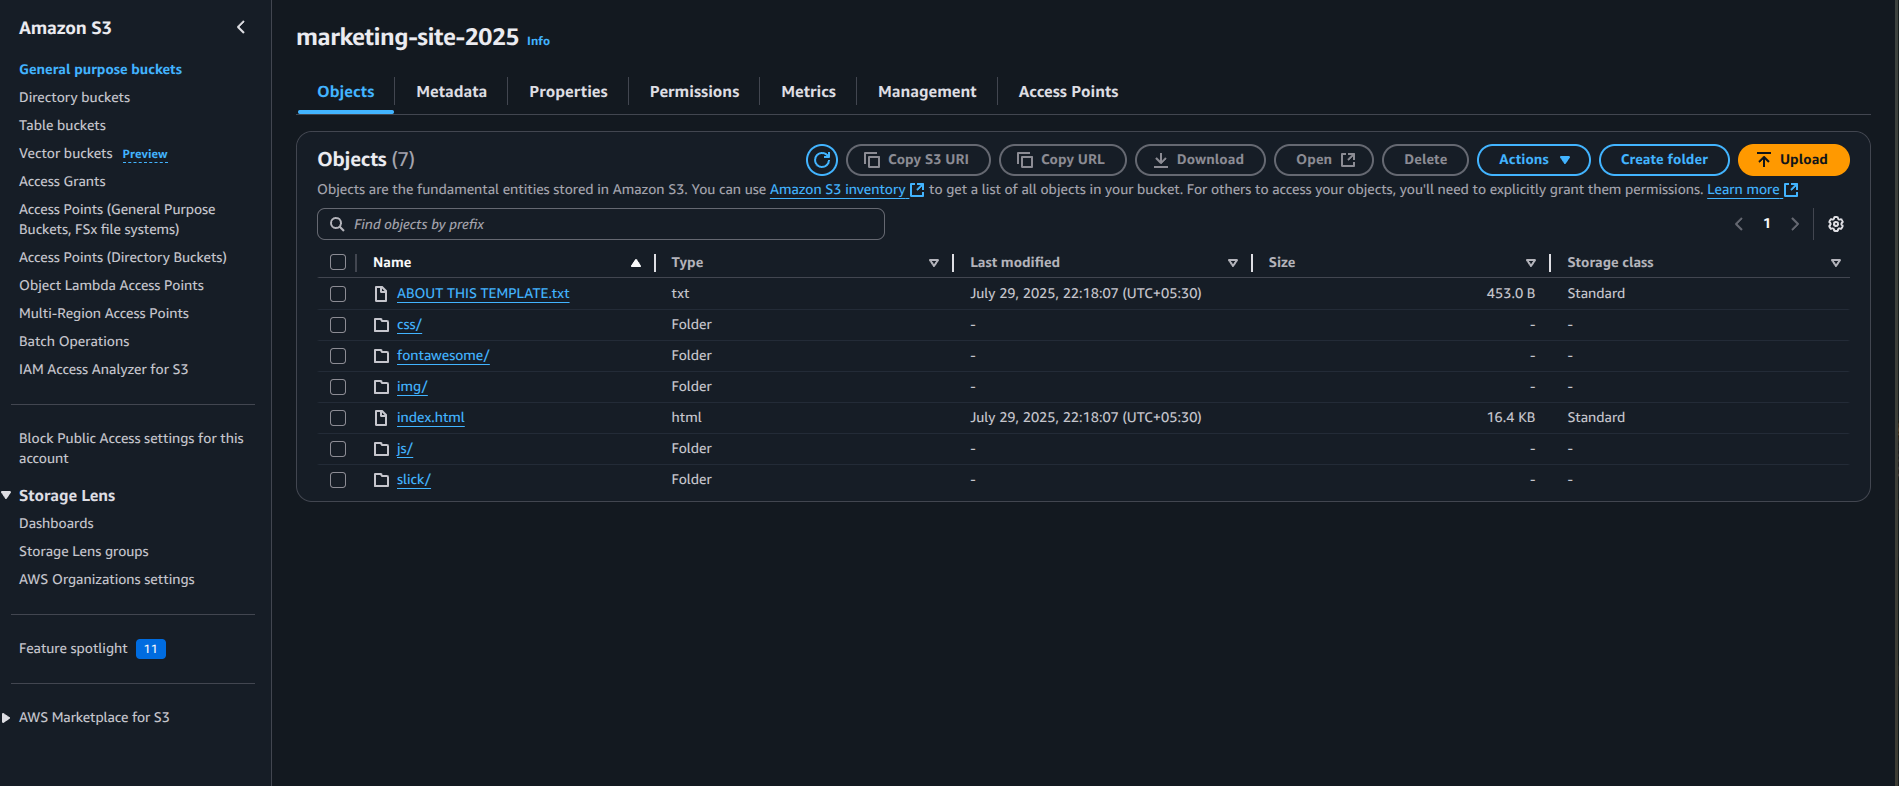 Amazon S3
General purpose buckets
Directory buckets
Table buckets
Vector buckets Preview
Access Grants
Access Points (General Purpose
Buckets, FSx file systems)
Access Points (Directory Buckets)
Object Lambda Access Points
Multi-Region Access Points
Batch Operations
IAM Access Analyzer for S3
Block Public Access settings for this
account
Storage Lens
Dashboards
Storage Lens groups
AWS Organizations settings
Feature spotlight 11
AWS Marketplace for S3
marketing-site-2025 Info
Objects Metadata Properties Permissions Metrics Management Access Points
Objects (7) Copy S3 URI Copy URL Download Open Delete Actions Create folder Upload
Objects are the fundamental entities stored in Amazon S3. You can use Amazon S3 inventory to get a list of all objects in your bucket. For others to access your objects, you'll need to explicitly grant them permissions. Learn more
Find objects by prefix 1
Name Type Last modified Size Storage class
ABOUT THIS TEMPLATE.txt txt July 29, 2025, 22:18:07 (UTC+05:30) 453.0 B Standard
css/ Folder - - -
fontawesome/ Folder - - -
img/ Folder - - -
index.html html July 29, 2025, 22:18:07 (UTC+05:30) 16.4 KB Standard
js/ Folder - - -
slick/ Folder - - -